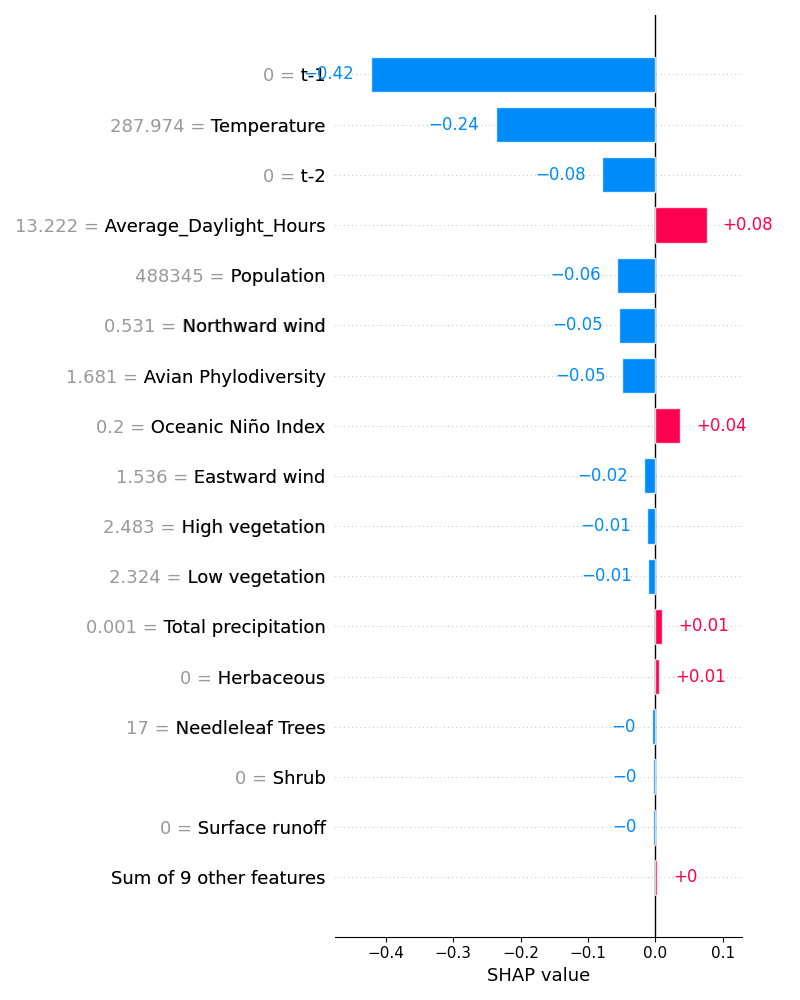 0 = t-1 −0.42
287.974 = Temperature −0.24
0 = t-2 −0.08
13.222 = Average_Daylight_Hours +0.08
488345 = Population −0.06
0.531 = Northward wind −0.05
1.681 = Avian Phylodiversity −0.05
0.2 = Oceanic Niño Index +0.04
1.536 = Eastward wind −0.02
2.483 = High vegetation −0.01
2.324 = Low vegetation −0.01
0.001 = Total precipitation +0.01
0 = Herbaceous +0.01
17 = Needleleaf Trees −0
0 = Shrub −0
0 = Surface runoff −0
Sum of 9 other features +0
−0.4 −0.3 −0.2 −0.1 0.0 0.1
SHAP value